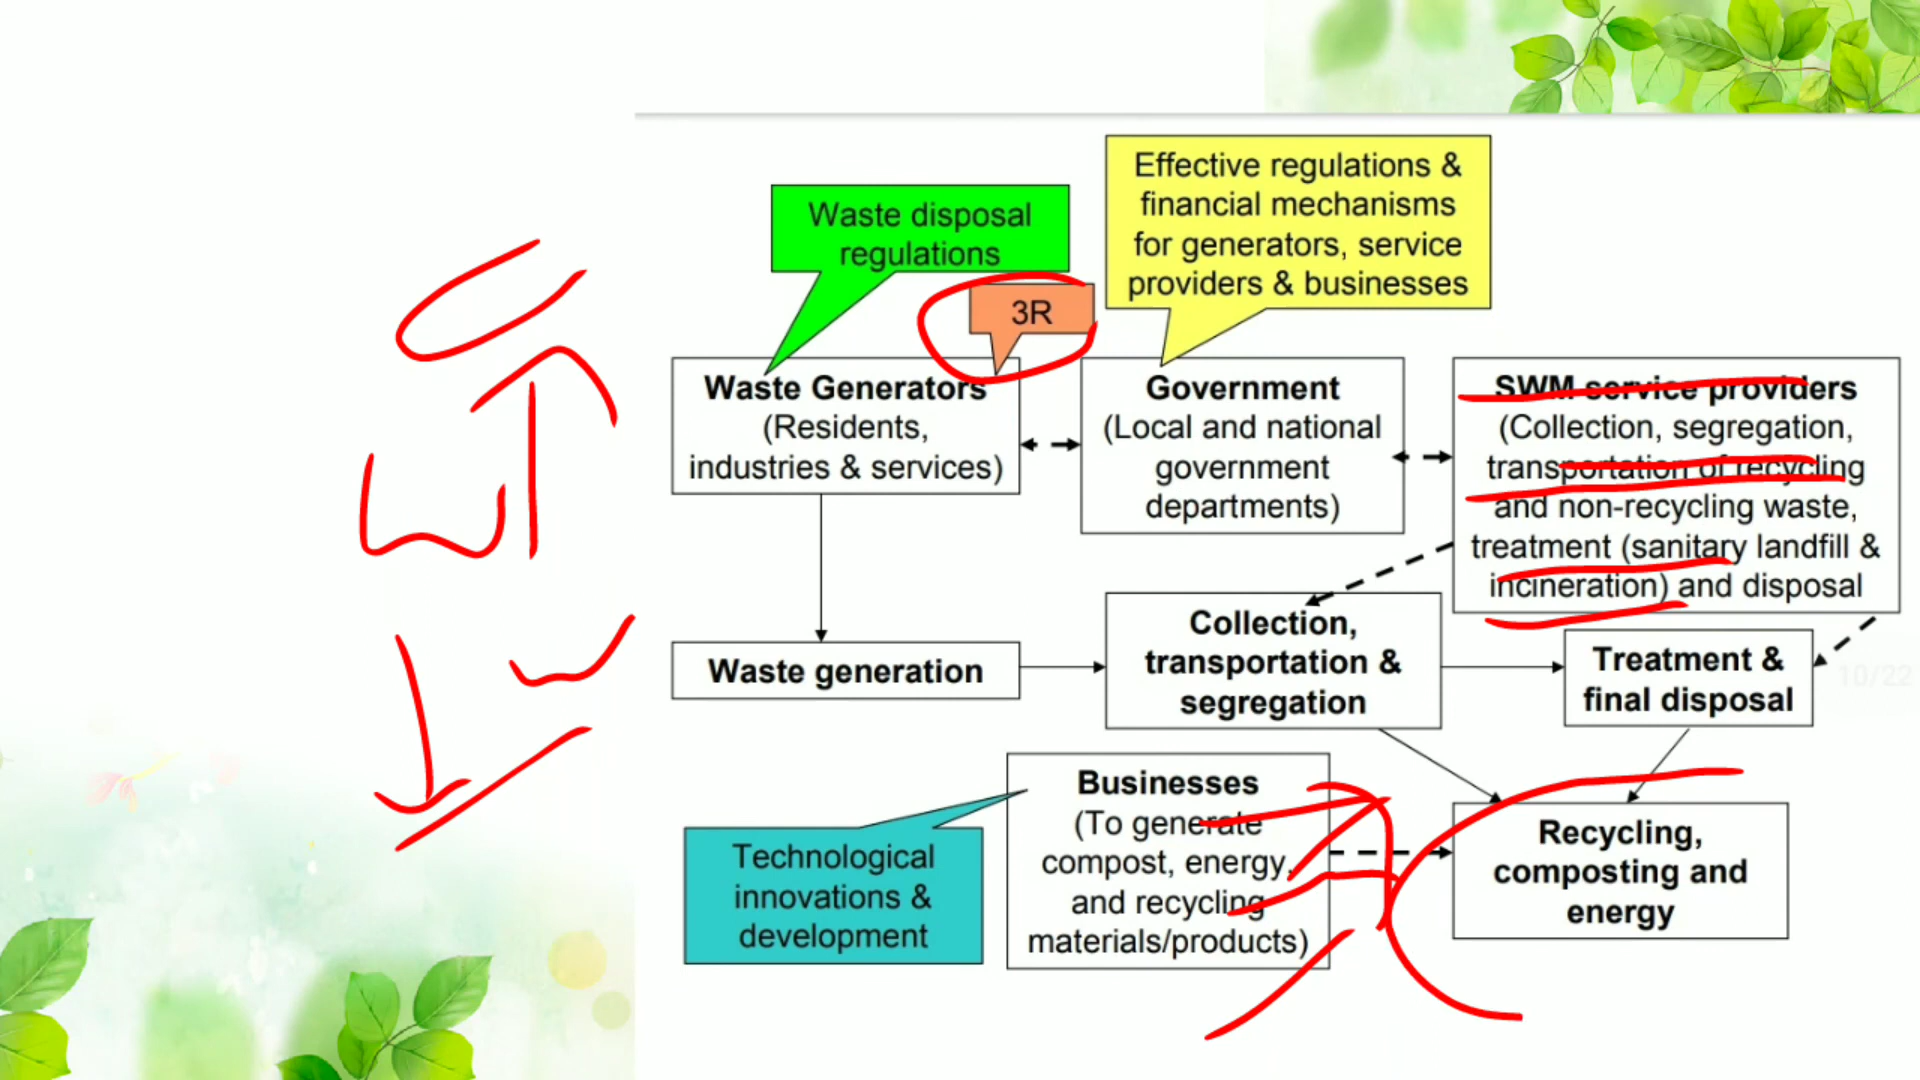 Waste disposal
regulations
Effective regulations &
financial mechanisms
for generators, service
providers & businesses
3R
Waste Generators
(Residents,
industries & services)
Government
(Local and national
government
departments)
SWM service providers
(Collection, segregation,
transportation of recycling
and non-recycling waste,
treatment (sanitary landfill &
incineration) and disposal
Waste generation
Collection,
transportation &
segregation
Treatment &
final disposal
10/22
Businesses
(To generate
compost, energy,
and recycling
materials/products)
Technological
innovations &
development
Recycling,
composting and
energy